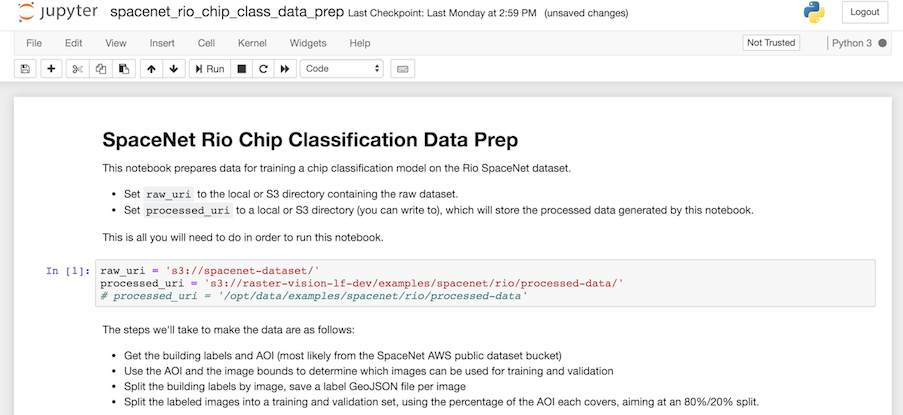 jupyter spacenet_rio_chip_class_data_prep Last Checkpoint: Last Monday at 2:59 PM (unsaved changes) Logout
File Edit View Insert Cell Kernel Widgets Help Not Trusted Python 3
Run Code
SpaceNet Rio Chip Classification Data Prep
This notebook prepares data for training a chip classification model on the Rio SpaceNet dataset.
• Set raw_uri to the local or S3 directory containing the raw dataset.
• Set processed_uri to a local or S3 directory (you can write to), which will store the processed data generated by this notebook.
This is all you will need to do in order to run this notebook.
In [1]: raw_uri = 's3://spacenet-dataset/'
processed_uri = 's3://raster-vision-lf-dev/examples/spacenet/rio/processed-data/'
# processed_uri = '/opt/data/examples/spacenet/rio/processed-data'
The steps we'll take to make the data are as follows:
• Get the building labels and AOI (most likely from the SpaceNet AWS public dataset bucket)
• Use the AOI and the image bounds to determine which images can be used for training and validation
• Split the building labels by image, save a label GeoJSON file per image
• Split the labeled images into a training and validation set, using the percentage of the AOI each covers, aiming at an 80%/20% split.